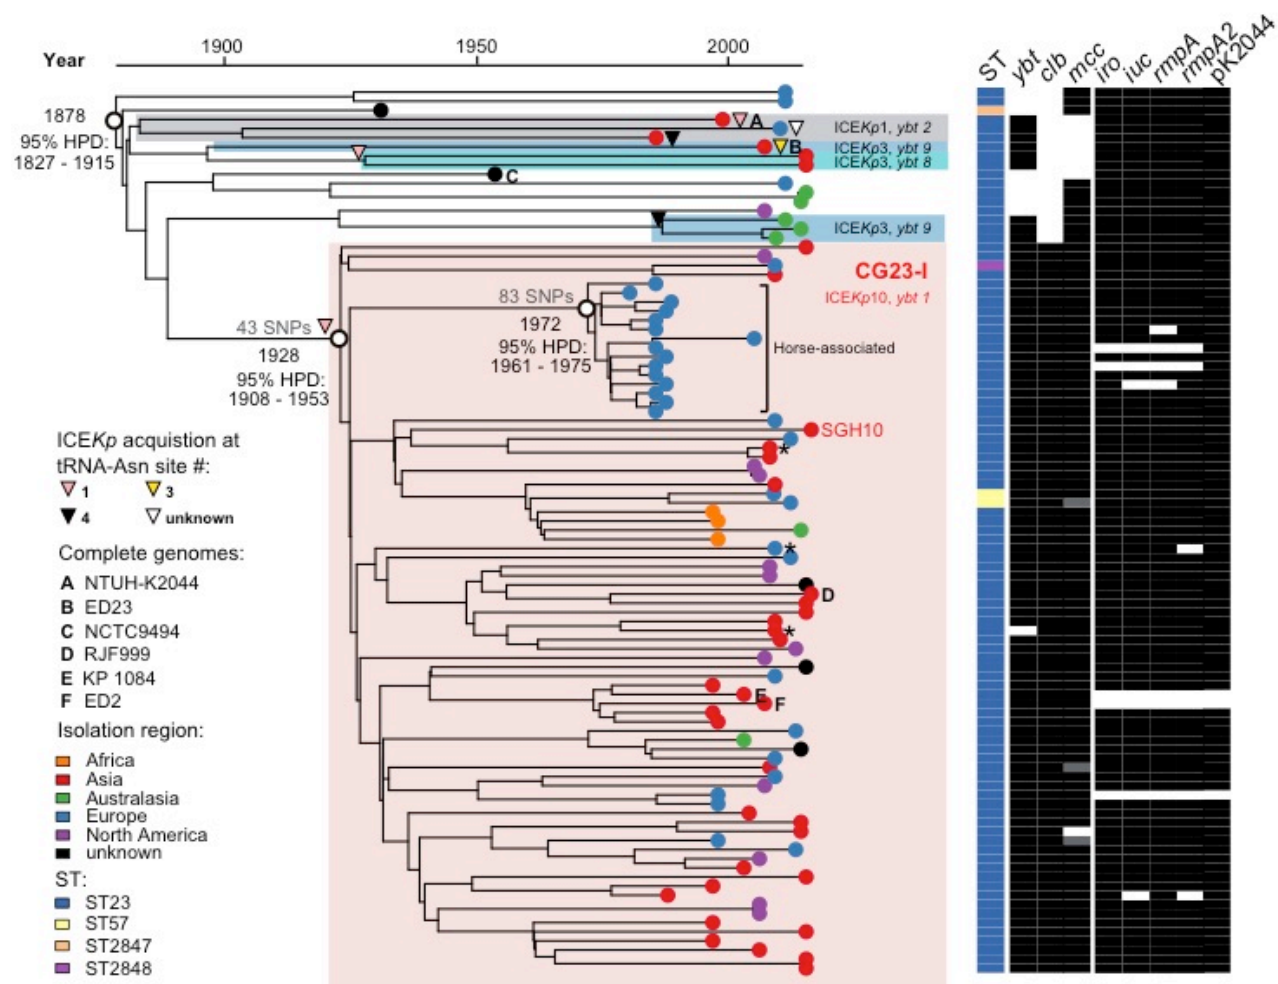 Year
1900
1950
2000
ST
ybt
clb
mcc
iro
iuc
rmpA
rmpA2
pK2044
1878
95% HPD:
1827 - 1915
A
ICEKp1, ybt 2
B
ICEKp3, ybt 9
ICEKp3, ybt 8
C
ICEKp3, ybt 9
CG23-I
ICEKp10, ybt 1
83 SNPs
1972
95% HPD:
1961 - 1975
Horse-associated
43 SNPs
1928
95% HPD:
1908 - 1953
SGH10
*
*
D
*
E
F
ICEKp acquistion at
tRNA-Asn site #:
1
3
4
unknown
Complete genomes:
A NTUH-K2044
B ED23
C NCTC9494
D RJF999
E KP 1084
F ED2
Isolation region:
Africa
Asia
Australasia
Europe
North America
unknown
ST:
ST23
ST57
ST2847
ST2848